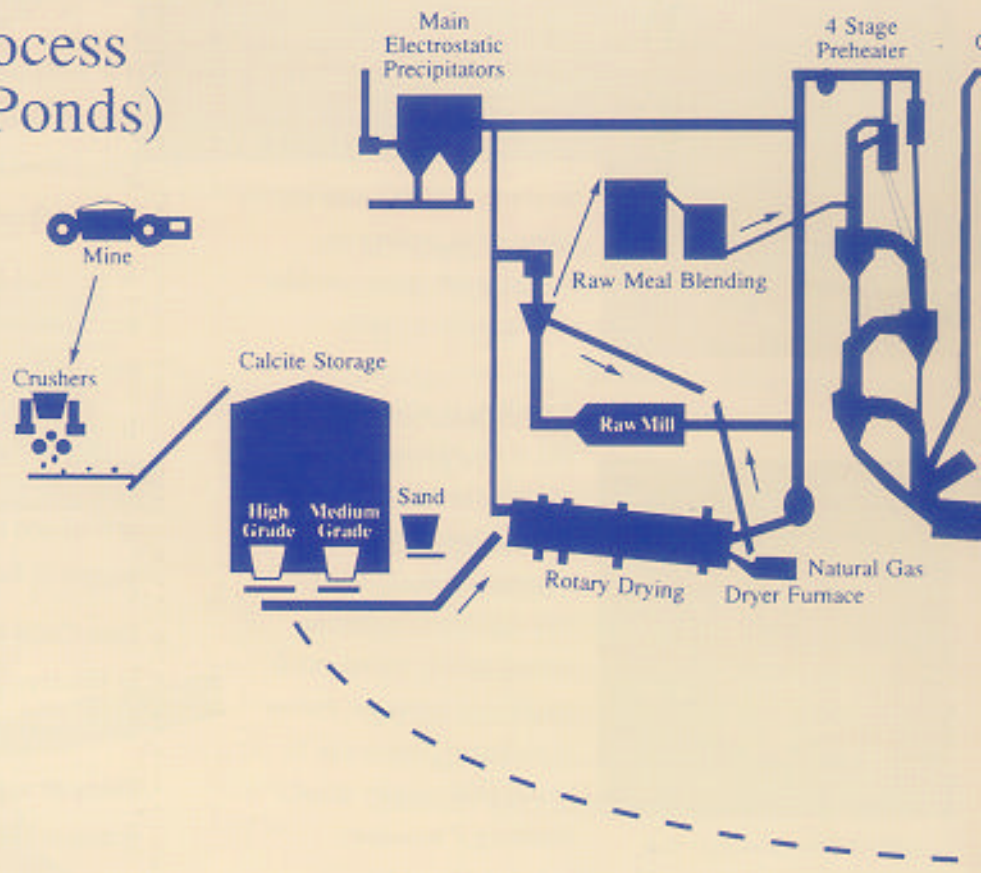 ocess
Ponds)
Main
Electrostatic
Precipitators
4 Stage
Preheater
Mine
Raw Meal Blending
Crushers
Calcite Storage
Raw Mill
High
Grade
Medium
Grade
Sand
Rotary Drying
Natural Gas
Dryer Furnace